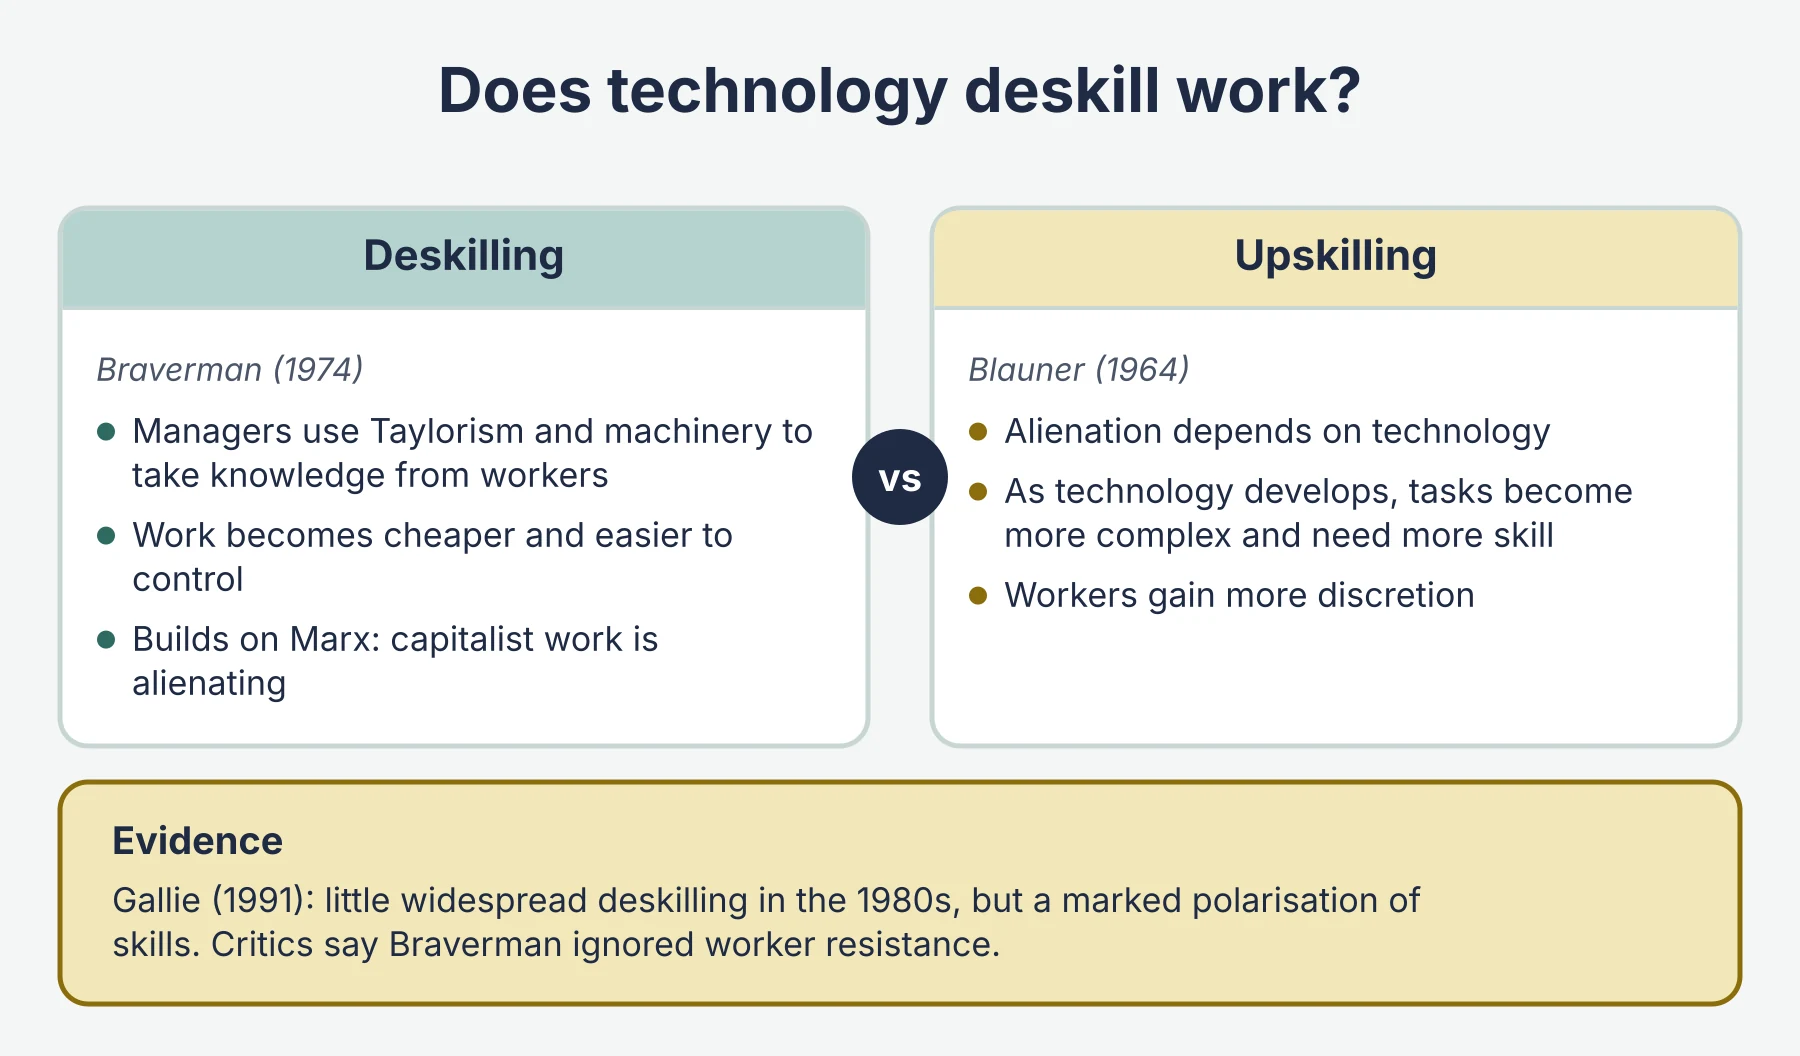 Does technology deskill work?
Deskilling
Braverman (1974)
Managers use Taylorism and machinery to
take knowledge from workers
Work becomes cheaper and easier to
control
Builds on Marx: capitalist work is
alienating
vs
Upskilling
Blauner (1964)
Alienation depends on technology
As technology develops, tasks become
more complex and need more skill
Workers gain more discretion
Evidence
Gallie (1991): little widespread deskilling in the 1980s, but a marked polarisation of
skills. Critics say Braverman ignored worker resistance.